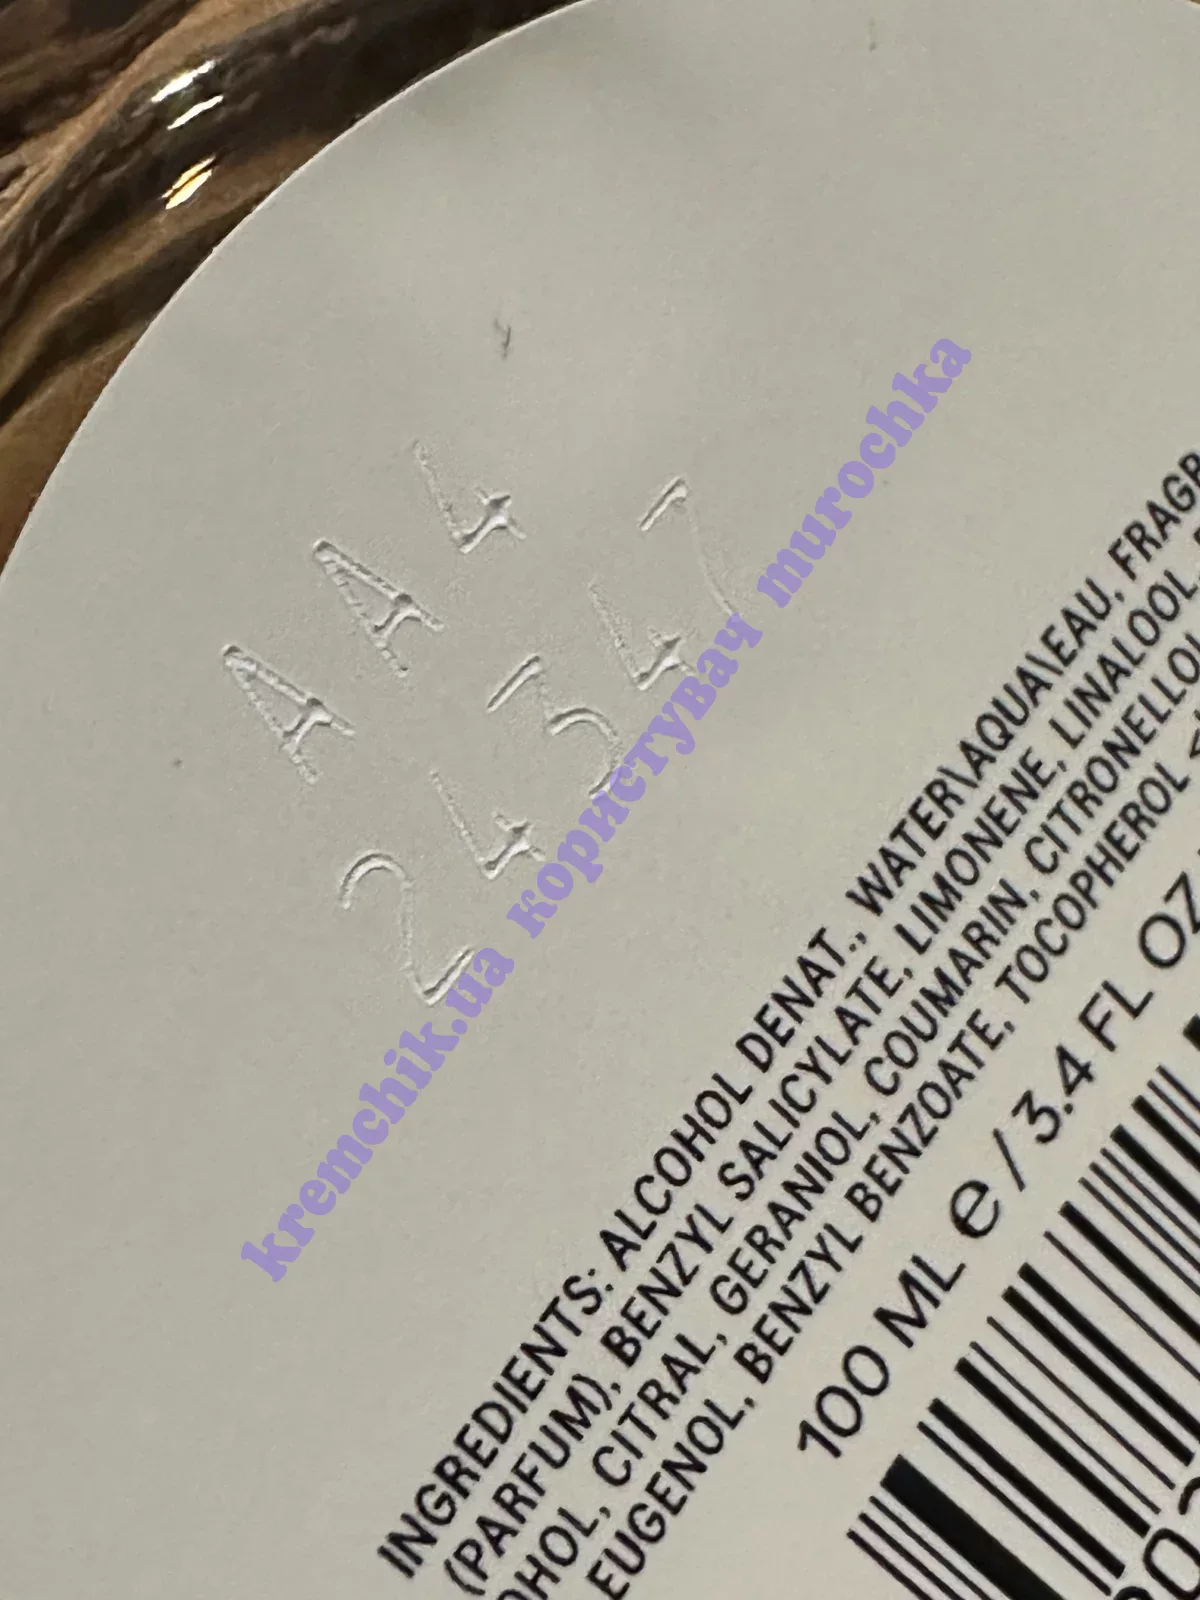 AA4
24347
kremchik.ua користувач murochka
INGREDIENTS: ALCOHOL DENAT., WATER\AQUA\EAU, FRAGR
(PARFUM), BENZYL SALICYLATE, LIMONENE, LINALOOL,
OHOL, CITRAL, GERANIOL, COUMARIN, CITRONELLOL
EUGENOL, BENZYL BENZOATE, TOCOPHEROL
100 ML e / 3.4 FL OZ